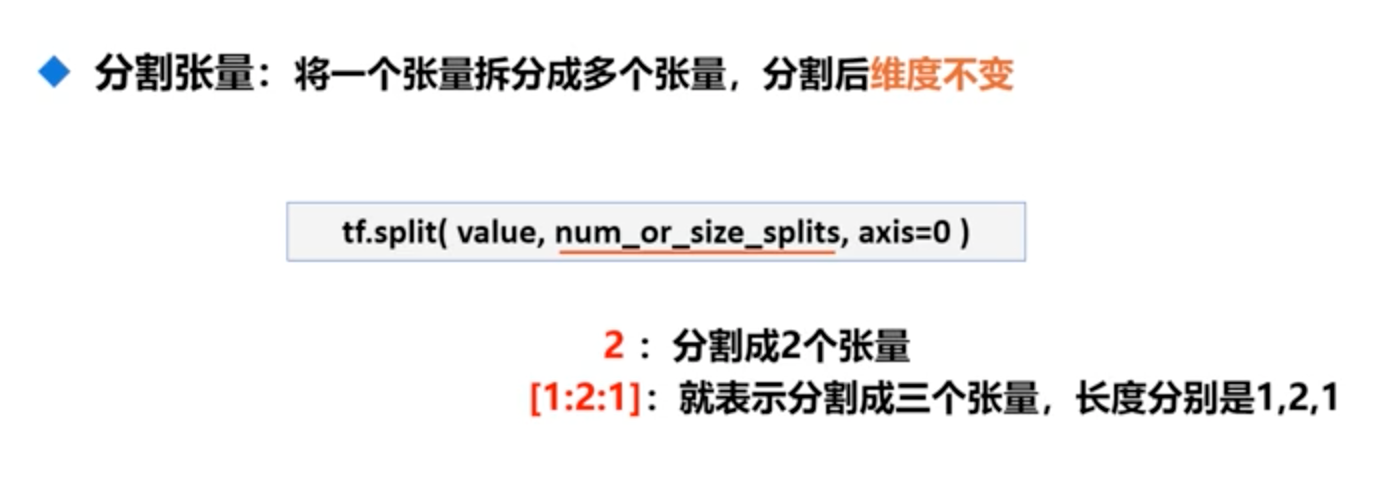 分割张量：将一个张量拆分成多个张量，分割后维度不变
tf.split( value, num_or_size_splits, axis=0 )
2 ：分割成2个张量
[1:2:1]：就表示分割成三个张量，长度分别是1,2,1